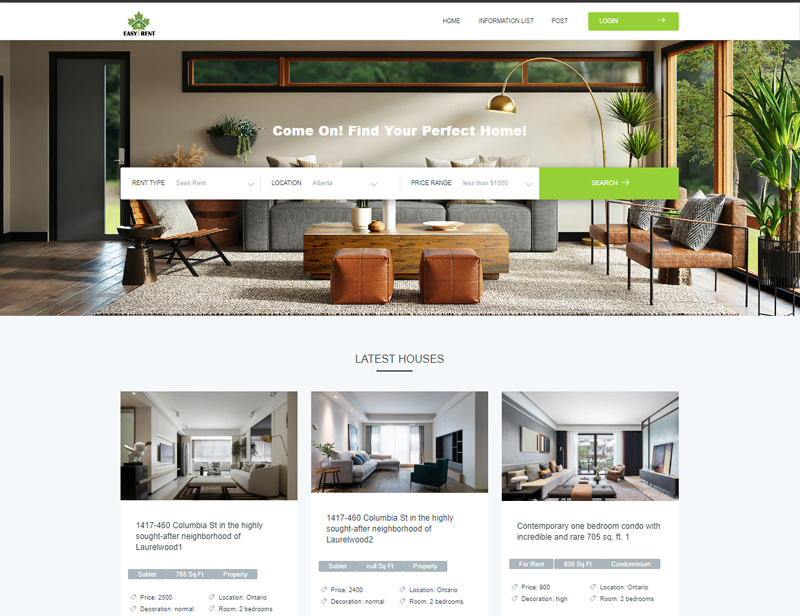 EASY RENT
HOME INFORMATION LIST POST LOGIN
Come On! Find Your Perfect Home!
RENT TYPE Seek Rent LOCATION Alberta PRICE RANGE less than $1000 SEARCH
LATEST HOUSES
1417-460 Columbia St in the highly
sought-after neighborhood of
Laurelwood1
Sublet 765 Sq Ft Property
Price: 2500 Location: Ontario
Decoration: normal Room: 2 bedrooms
1417-460 Columbia St in the highly
sought-after neighborhood of
Laurelwood2
Sublet null Sq Ft Property
Price: 2400 Location: Ontario
Decoration: normal Room: 2 bedrooms
Contemporary one bedroom condo with
incredible and rare 705 sq. ft. 1
For Rent 635 Sq Ft Condominium
Price: 900 Location: Ontario
Decoration: high Room: 2 bedrooms